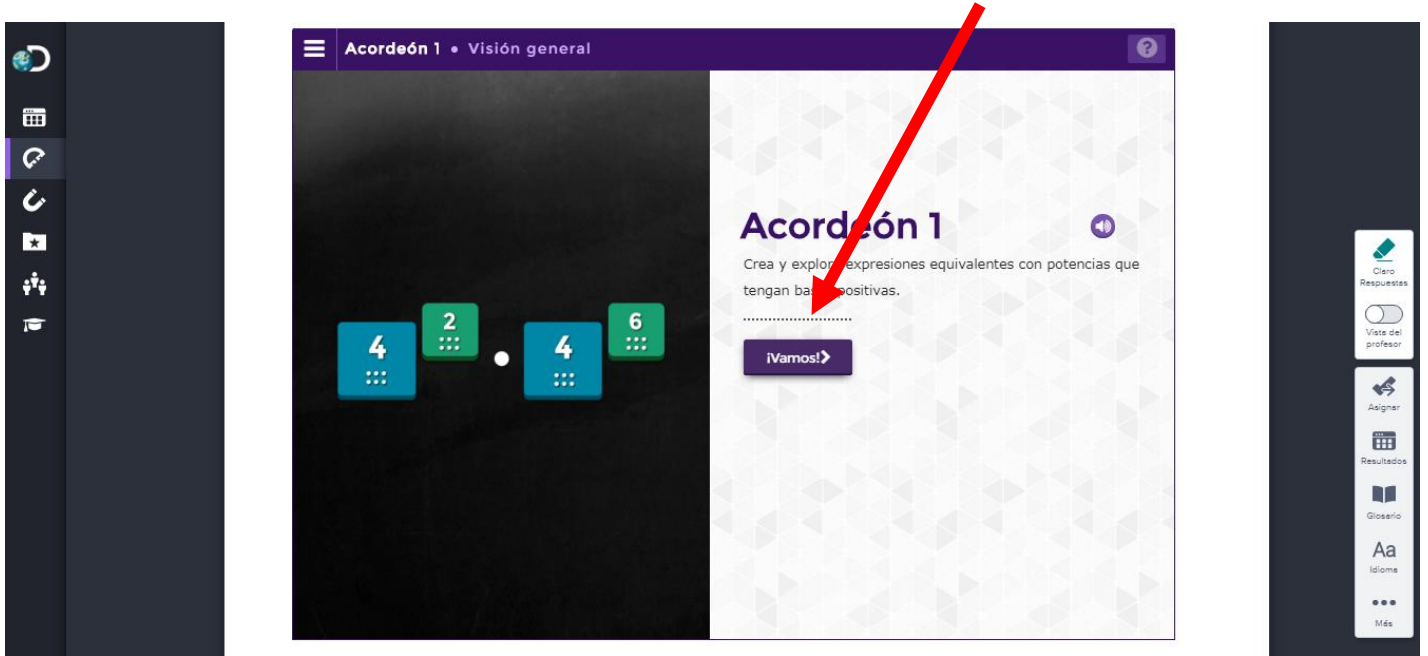 Acordeón 1 • Visión general
?
Acordeón 1
Crea y explora expresiones equivalentes con potencias que
tengan bases positivas.
¡Vamos!
4 2 • 4 6
Claro
Respuestas
Vista del
profesor
Asignar
Resultados
Glosario
Aa
Idioma
Más